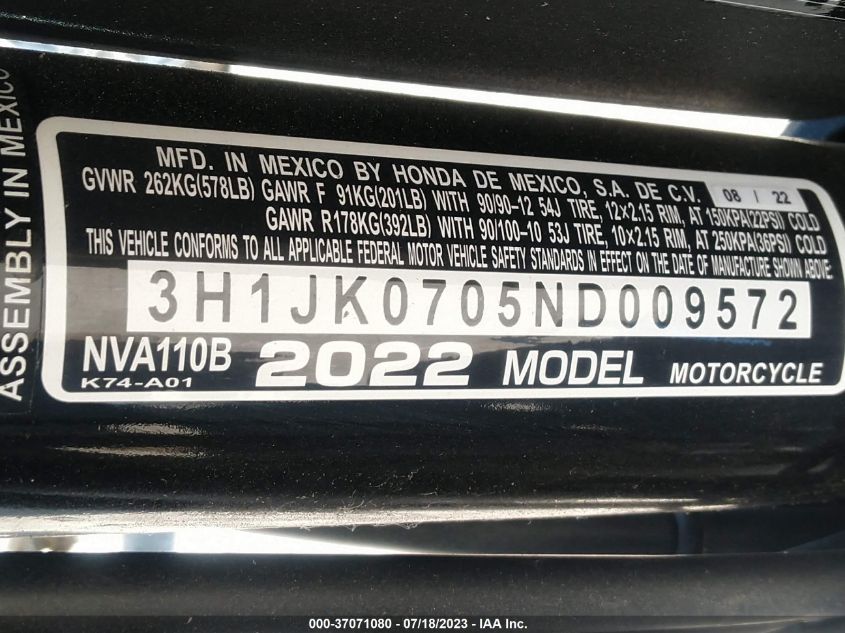 ASSEMBLY IN MEXICO
MFD. IN MEXICO BY HONDA DE MEXICO, S.A. DE C.V. 08 / 22
GVWR 262KG(578LB) GAWR F 91KG(201LB) WITH 90/90-12 54J TIRE, 12×2.15 RIM, AT 150KPA(22PSI) COLD
GAWR R178KG(392LB) WITH 90/100-10 53J TIRE, 10×2.15 RIM, AT 250KPA(36PSI) COLD
THIS VEHICLE CONFORMS TO ALL APPLICABLE FEDERAL MOTOR VEHICLE SAFETY STANDARDS IN EFFECT ON THE DATE OF MANUFACTURE SHOWN ABOVE.
3H1JK0705ND009572
NVA110B 2022 MODEL MOTORCYCLE
K74-A01
000-37071080 - 07/18/2023 - IAA Inc.